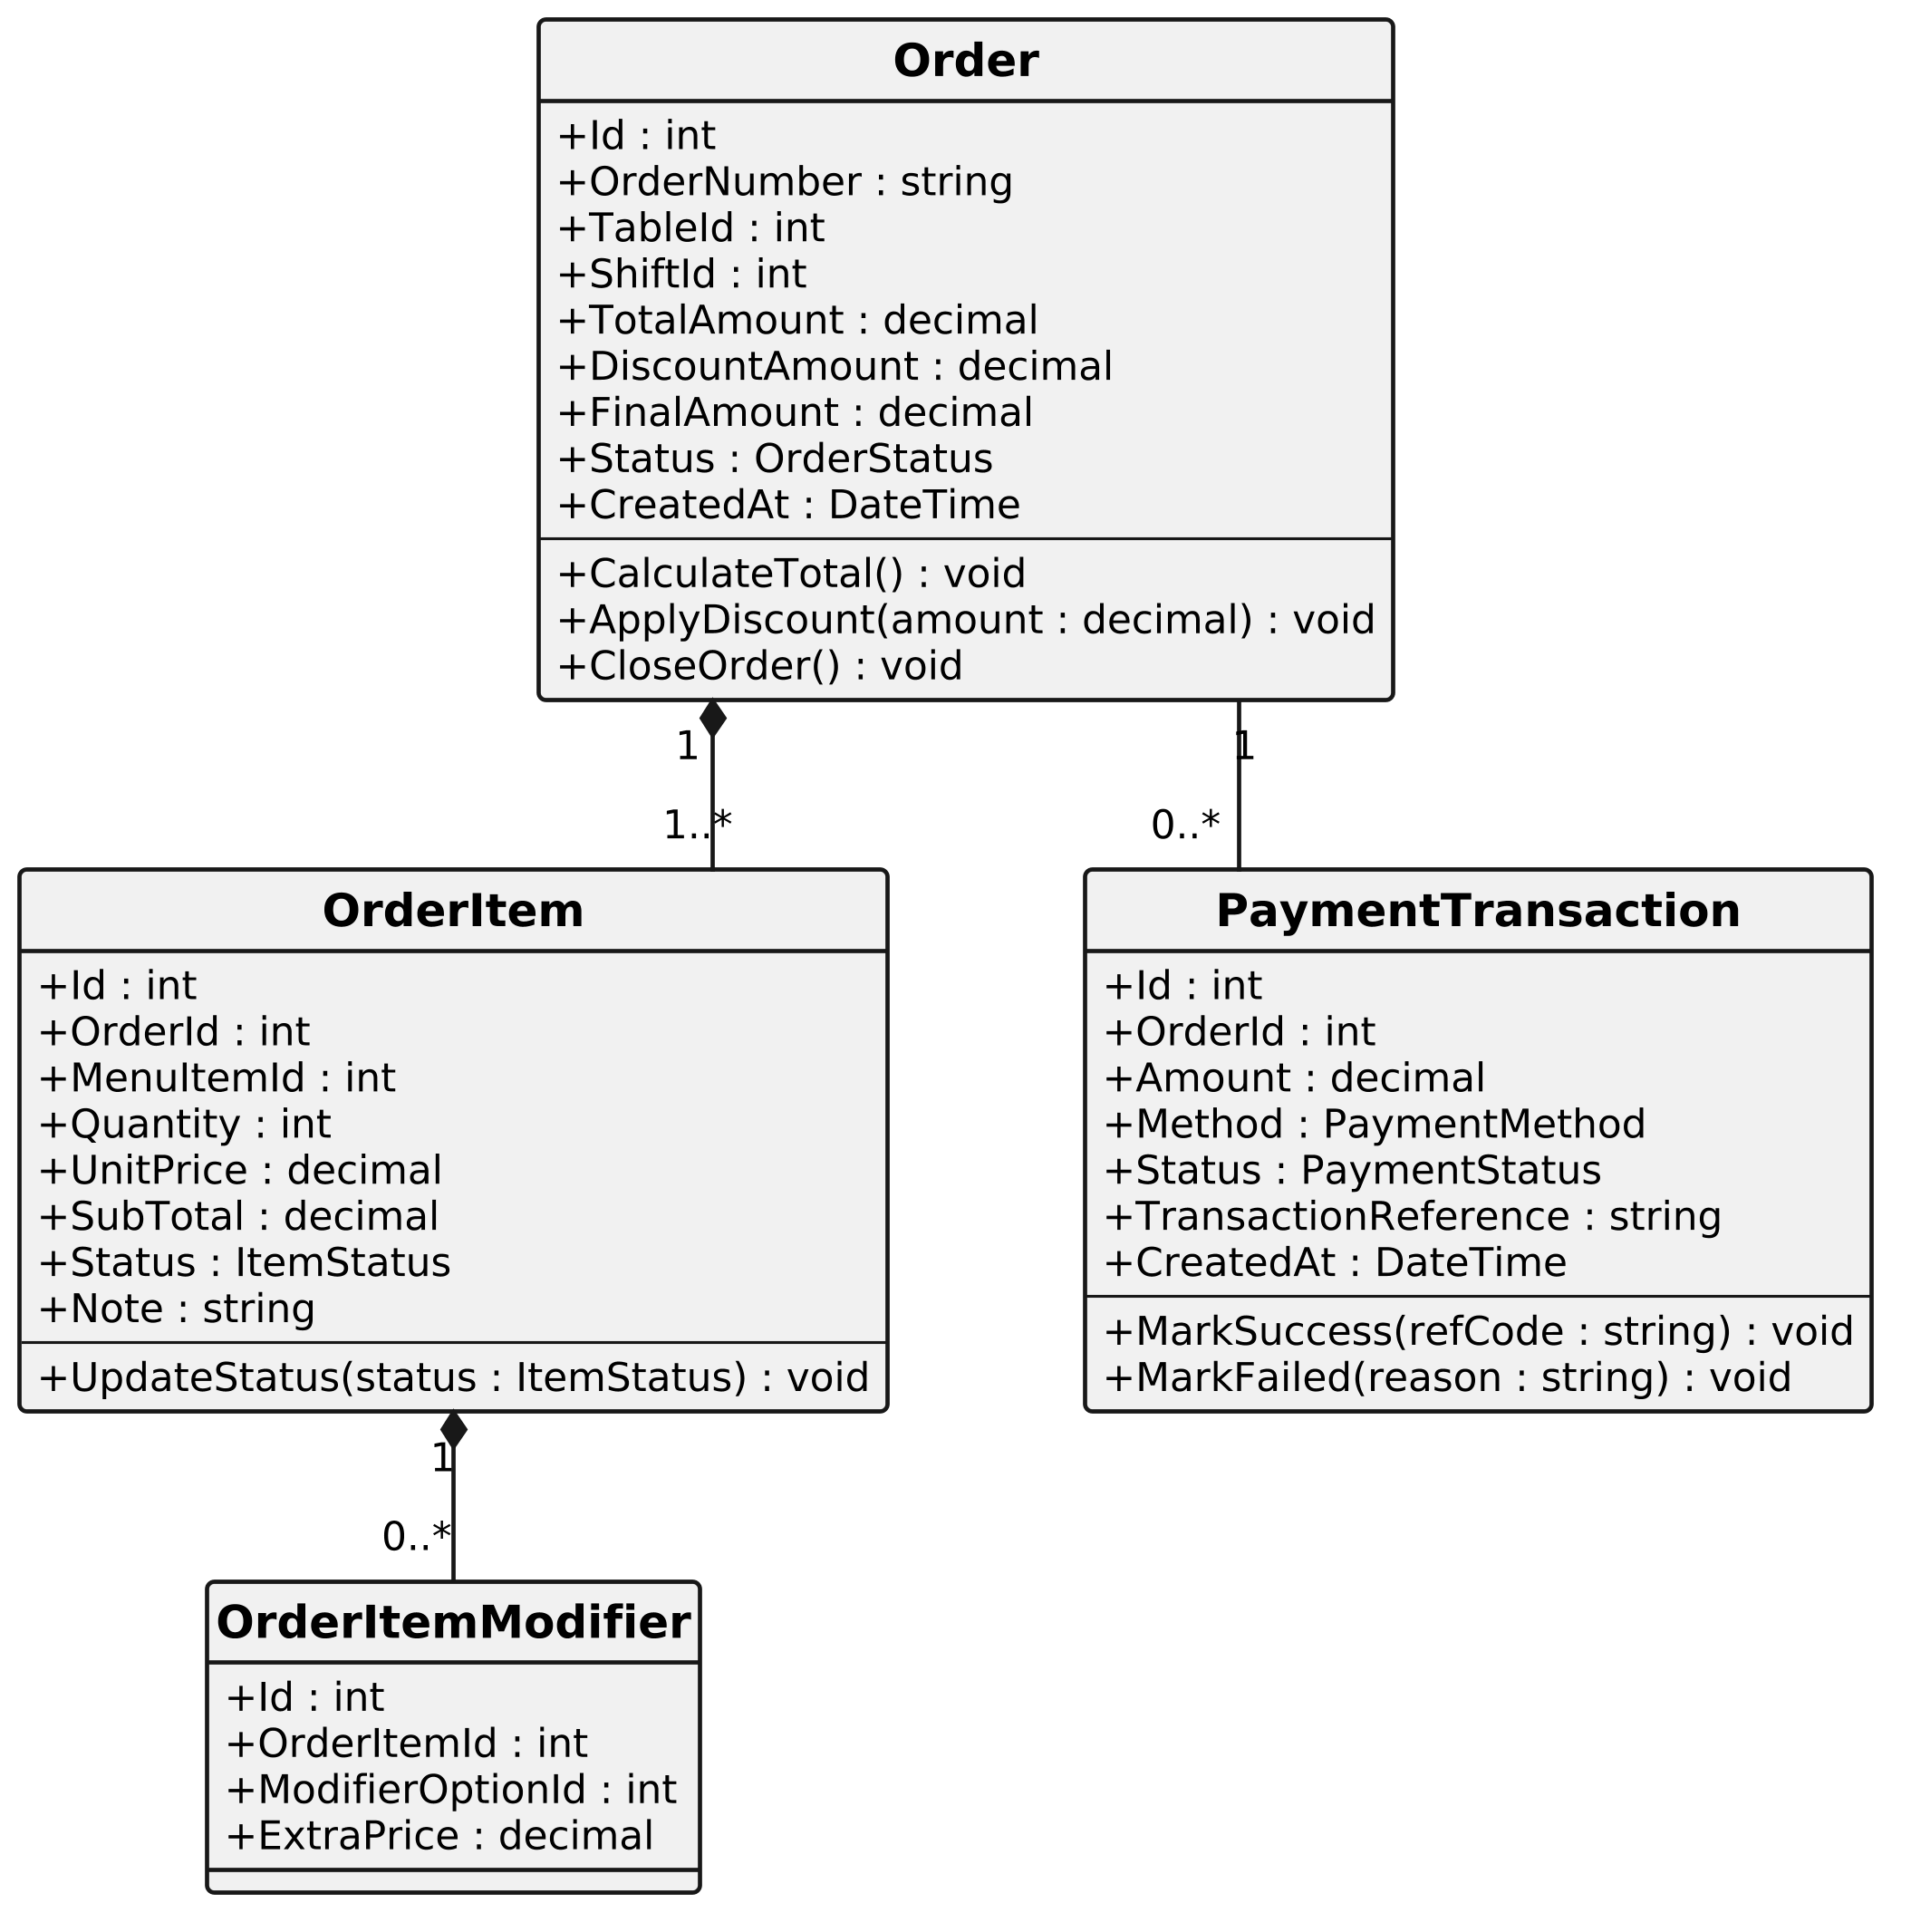 Order
+Id : int
+OrderNumber : string
+TableId : int
+ShiftId : int
+TotalAmount : decimal
+DiscountAmount : decimal
+FinalAmount : decimal
+Status : OrderStatus
+CreatedAt : DateTime
+CalculateTotal() : void
+ApplyDiscount(amount : decimal) : void
+CloseOrder() : void
1
1..*
1
0..*
OrderItem
+Id : int
+OrderId : int
+MenuItemId : int
+Quantity : int
+UnitPrice : decimal
+SubTotal : decimal
+Status : ItemStatus
+Note : string
+UpdateStatus(status : ItemStatus) : void
PaymentTransaction
+Id : int
+OrderId : int
+Amount : decimal
+Method : PaymentMethod
+Status : PaymentStatus
+TransactionReference : string
+CreatedAt : DateTime
+MarkSuccess(refCode : string) : void
+MarkFailed(reason : string) : void
1
0..*
OrderItemModifier
+Id : int
+OrderItemId : int
+ModifierOptionId : int
+ExtraPrice : decimal